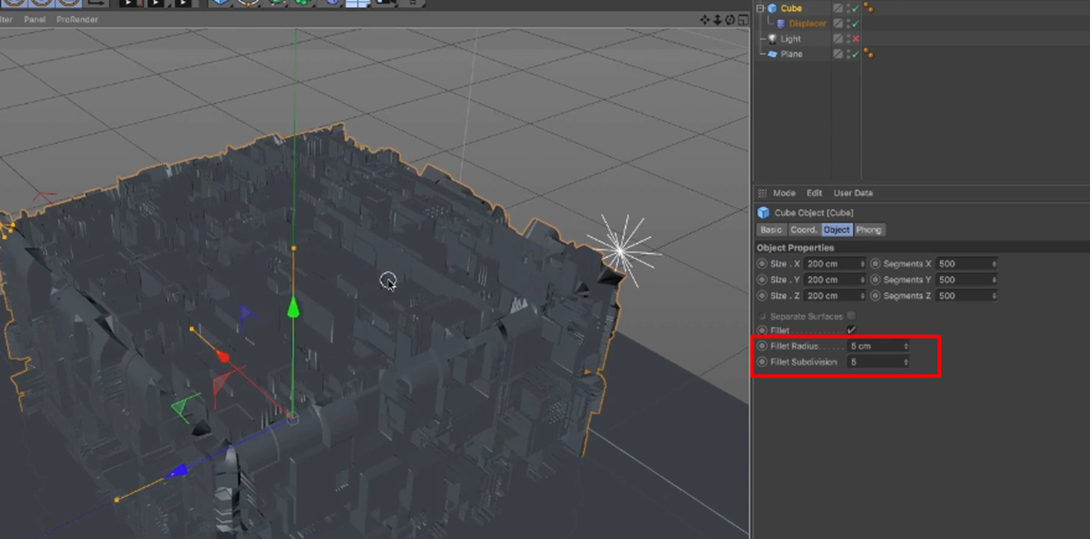 Panel ProRender
Cube
Displacer
Light
Plane
Mode Edit User Data
Cube Object [Cube]
Basic Coord. Object Phong
Object Properties
Size . X 200 cm Segments X 500
Size . Y 200 cm Segments Y 500
Size . Z 200 cm Segments Z 500
Separate Surfaces
Fillet
Fillet Radius 5 cm
Fillet Subdivision 5